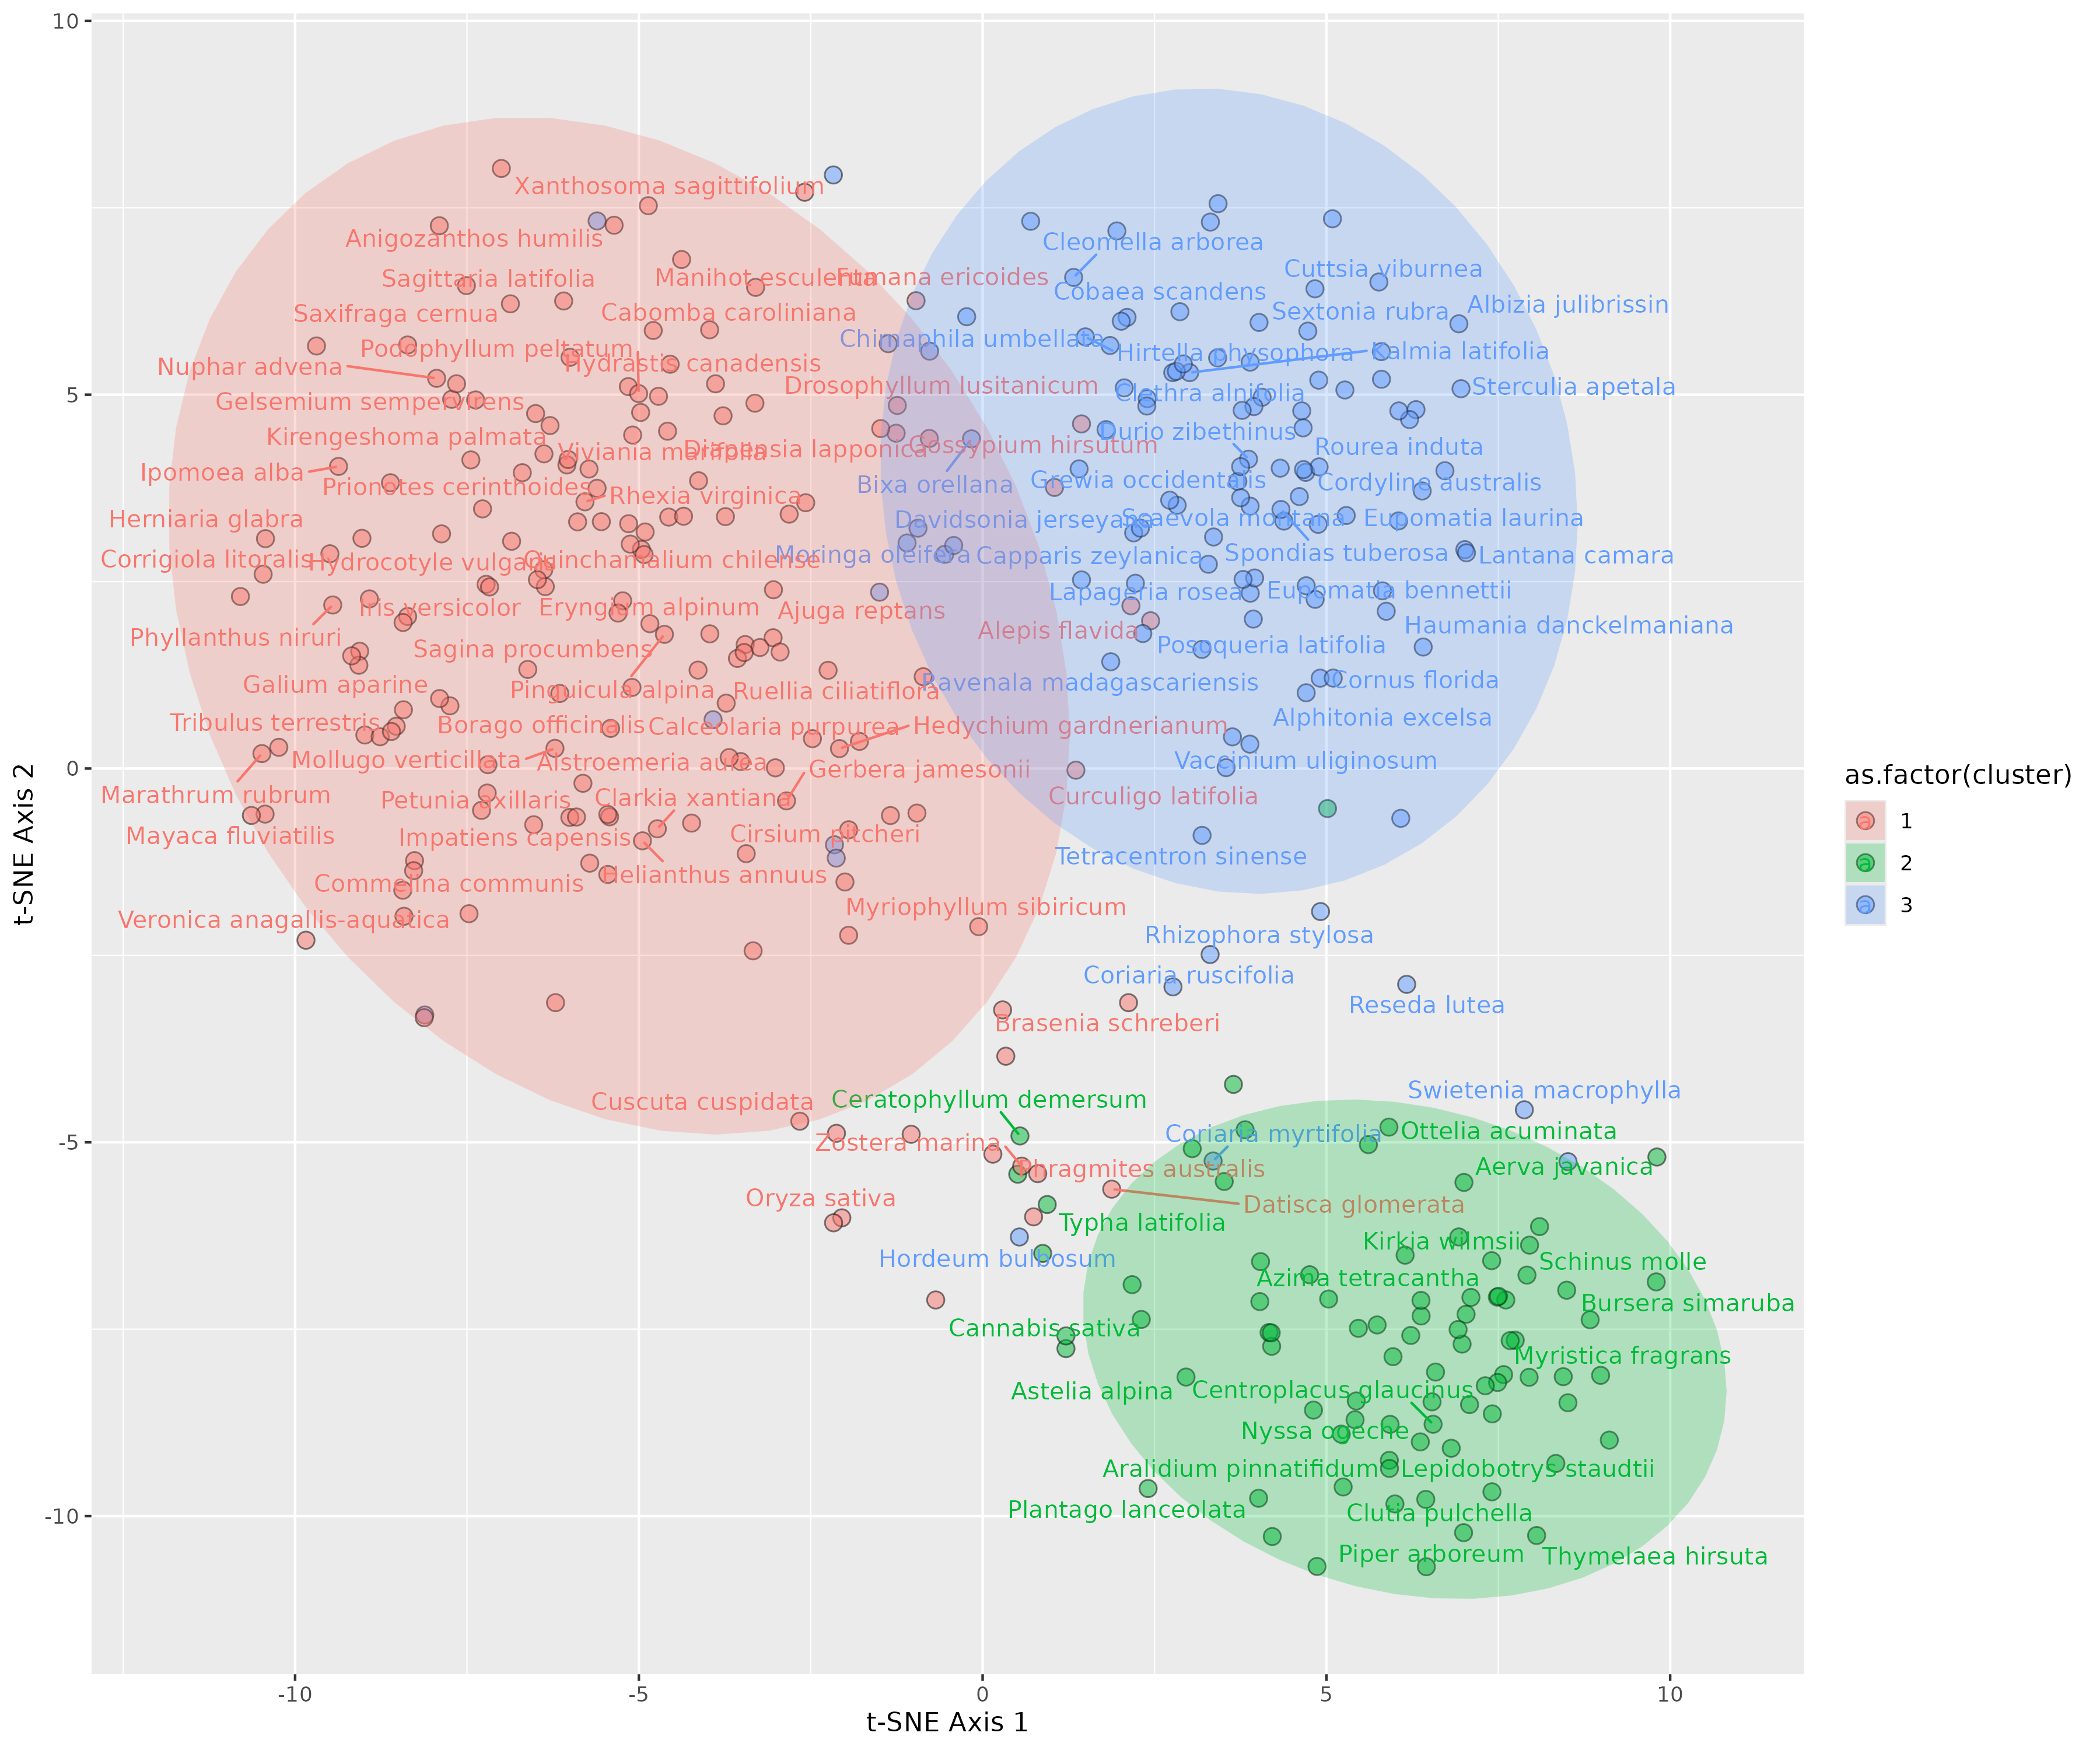 10
Xanthosoma sagittifolium
Anigozanthos humilis
Cleomella arborea
Sagittaria latifolia
Manihot esculenta
Fumana ericoides
Cuttsia viburnea
Cobaea scandens
Albizia julibrissin
Saxifraga cernua
Cabomba caroliniana
Sextonia rubra
Chimaphila umbellata
Podophyllum peltatum
Hirtella physophora
Kalmia latifolia
Nuphar advena
Hydrastis canadensis
Drosophyllum lusitanicum
Clethra alnifolia
Sterculia apetala
5
Gelsemium sempervirens
Kirengeshoma palmata
Durio zibethinus
Viviania marifolia
Diapensia lapponica
Gossypium hirsutum
Rourea induta
Ipomoea alba
Prionotes cerinthoides
Rhexia virginica
Bixa orellana
Grewia occidentalis
Cordyline australis
Herniaria glabra
Davidsonia jerseyana
Scaevola montana
Eupomatia laurina
Corrigiola litoralis
Hydrocotyle vulgaris
Quinchamalium chilense
Moringa oleifera
Capparis zeylanica
Spondias tuberosa
Lantana camara
Iris versicolor
Eryngium alpinum
Ajuga reptans
Lapageria rosea
Eupomatia bennettii
Phyllanthus niruri
Sagina procumbens
Alepis flavida
Posoqueria latifolia
Haumania danckelmaniana
Galium aparine
Pinguicula alpina
Ruellia ciliatiflora
Ravenala madagascariensis
Cornus florida
Tribulus terrestris
Borago officinalis
Calceolaria purpurea
Hedychium gardnerianum
Alphitonia excelsa
0
Mollugo verticillata
Alstroemeria aurea
Gerbera jamesonii
Vaccinium uliginosum
Marathrum rubrum
Petunia axillaris
Clarkia xantiana
Curculigo latifolia
Mayaca fluviatilis
Impatiens capensis
Cirsium pitcheri
Tetracentron sinense
Commelina communis
Helianthus annuus
Veronica anagallis-aquatica
Myriophyllum sibiricum
Rhizophora stylosa
Coriaria ruscifolia
Reseda lutea
Brasenia schreberi
Cuscuta cuspidata
Ceratophyllum demersum
Swietenia macrophylla
-5
Zostera marina
Coriaria myrtifolia
Ottelia acuminata
Phragmites australis
Aerva javanica
Oryza sativa
Datisca glomerata
Typha latifolia
Kirkia wilmsii
Hordeum bulbosum
Azima tetracantha
Schinus molle
Bursera simaruba
Cannabis sativa
Myristica fragrans
Astelia alpina
Centroplacus glaucinus
Nyssa ogeche
Aralidium pinnatifidum
Lepidobotrys staudtii
-10
Plantago lanceolata
Clutia pulchella
Piper arboreum
Thymelaea hirsuta
-10
-5
0
5
10
t-SNE Axis 1
t-SNE Axis 2
as.factor(cluster)
a 1
a 2
a 3